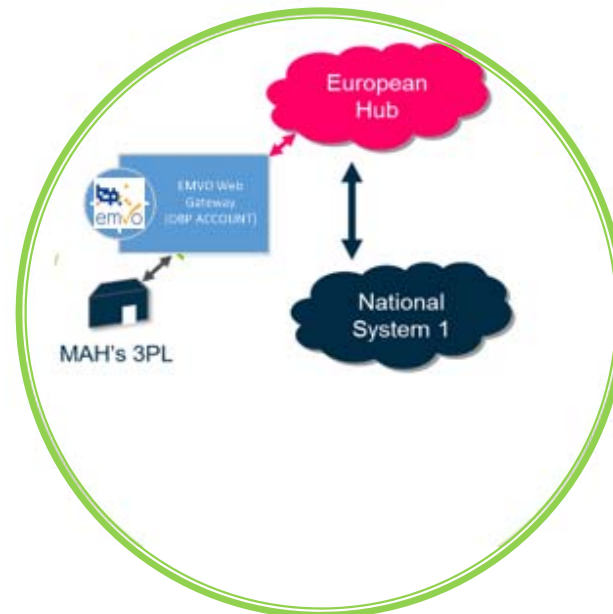 European
Hub
EMVO Web
Gateway
(OBP ACCOUNT)
emvo
National
System 1
MAH's 3PL